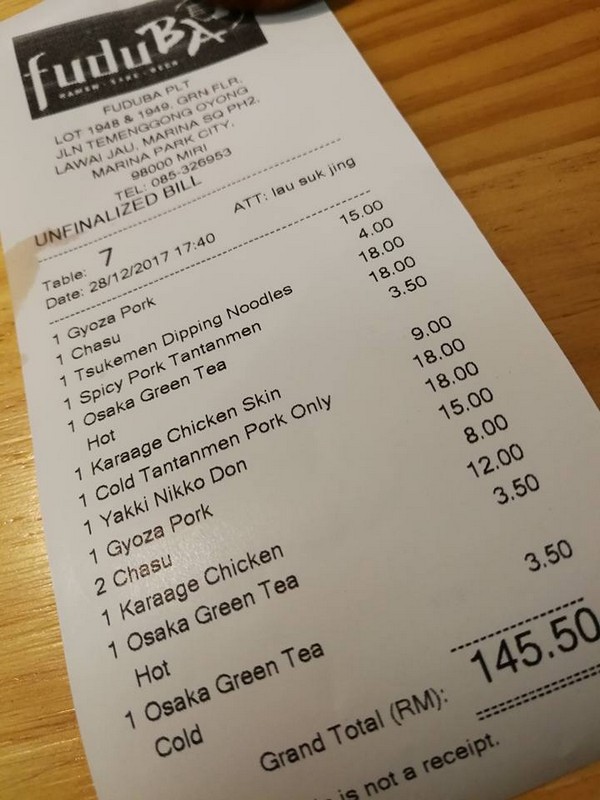 fuduBA
RAMEN · SAKE · BEER
FUDUBA PLT
LOT 1948 & 1949, GRN FLR,
JLN TEMENGGONG OYONG
LAWAI JAU, MARINA SQ PH2,
MARINA PARK CITY,
98000 MIRI
TEL: 085-326953
UNFINALIZED BILL
Table: 7 ATT: lau suk jing
Date: 28/12/2017 17:40
1 Gyoza Pork 15.00
1 Chasu 4.00
1 Tsukemen Dipping Noodles 18.00
1 Spicy Pork Tantanmen 18.00
1 Osaka Green Tea 3.50
Hot
1 Karaage Chicken Skin 9.00
1 Cold Tantanmen Pork Only 18.00
1 Yakki Nikko Don 18.00
1 Gyoza Pork 15.00
2 Chasu 8.00
1 Karaage Chicken 12.00
1 Osaka Green Tea 3.50
Hot
1 Osaka Green Tea 3.50
Cold
Grand Total (RM): 145.50
is not a receipt.